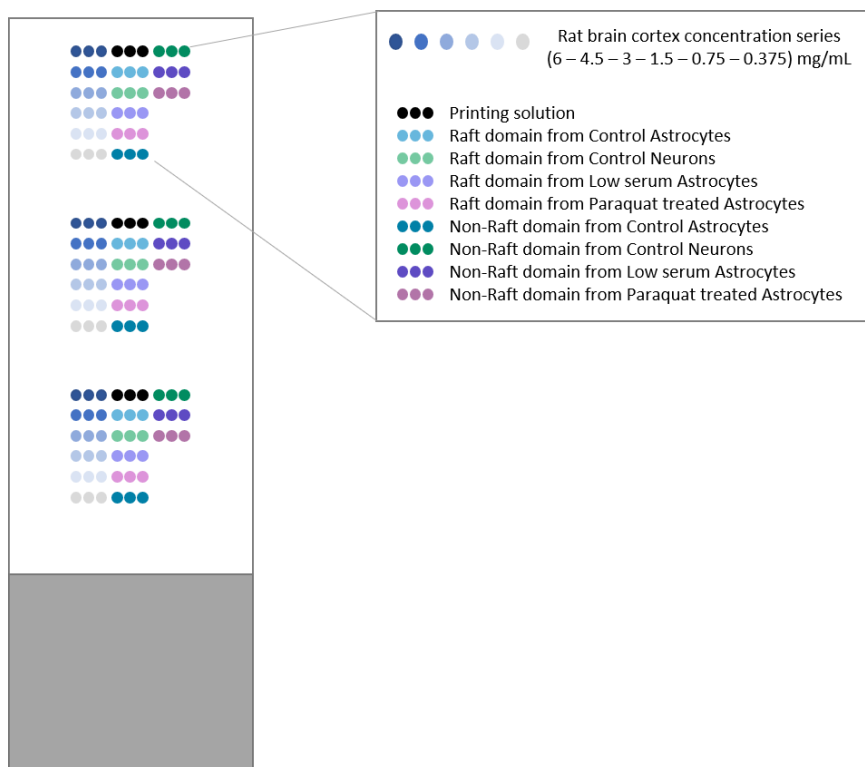 Rat brain cortex concentration series
(6 – 4.5 – 3 – 1.5 – 0.75 – 0.375) mg/mL
Printing solution
Raft domain from Control Astrocytes
Raft domain from Control Neurons
Raft domain from Low serum Astrocytes
Raft domain from Paraquat treated Astrocytes
Non-Raft domain from Control Astrocytes
Non-Raft domain from Control Neurons
Non-Raft domain from Low serum Astrocytes
Non-Raft domain from Paraquat treated Astrocytes